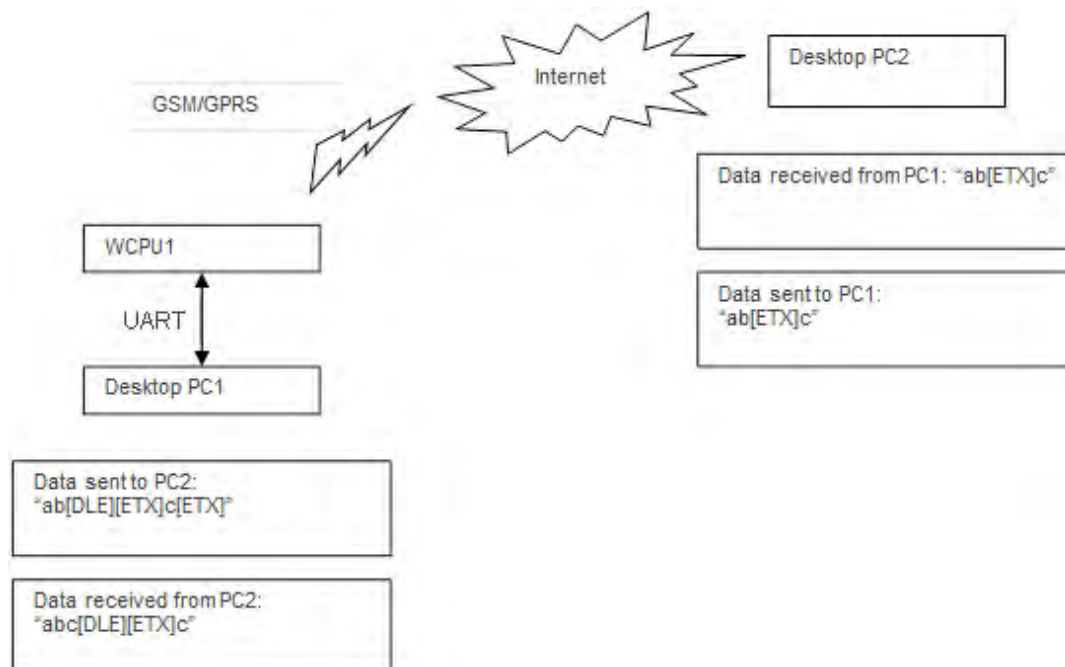 GSM/GPRS
Internet
Desktop PC2
Data received from PC1: “ab[ETX]c”
WCPU1
Data sent to PC1:
“ab[ETX]c”
UART
Desktop PC1
Data sent to PC2:
“ab[DLE][ETX]c[ETX]”
Data received from PC2:
“abc[DLE][ETX]c”